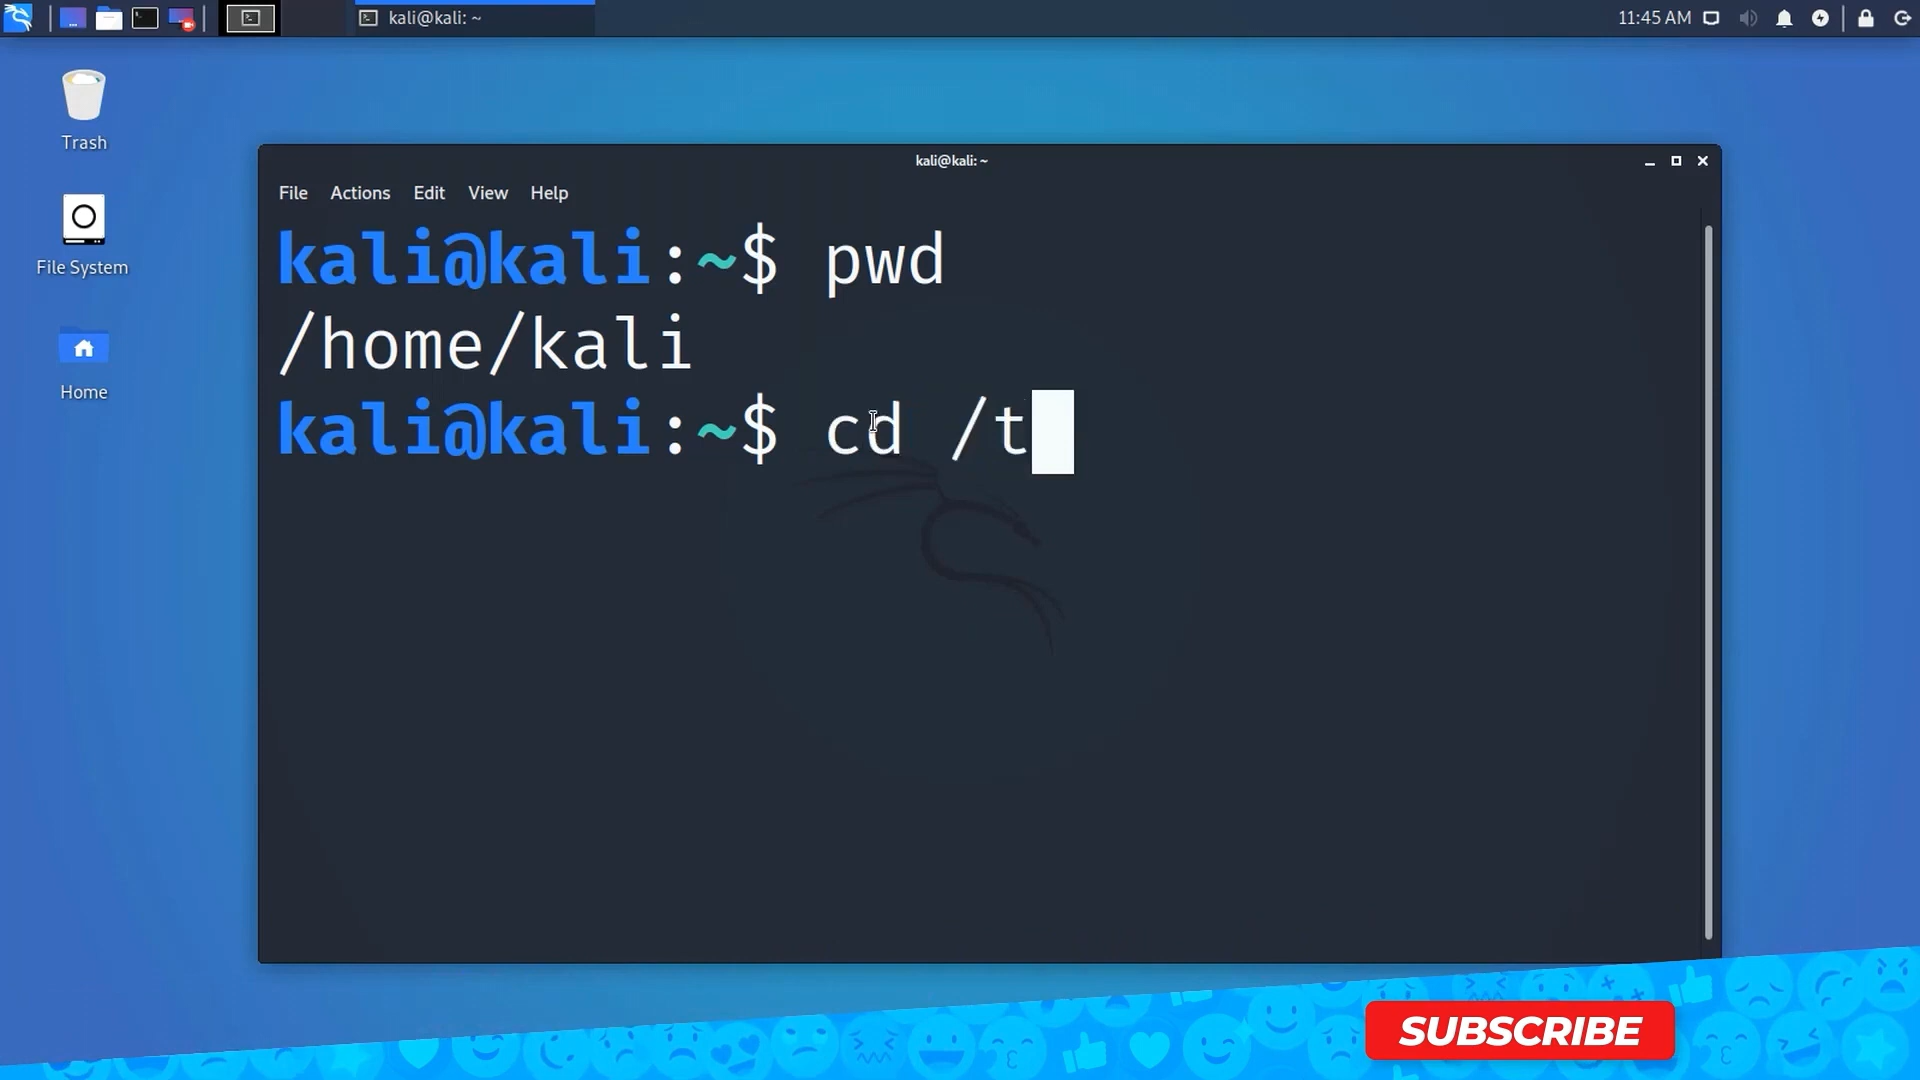 kali@kali: ~
11:45 AM
Trash
File System
Home
kali@kali: ~
File Actions Edit View Help
kali@kali:~$ pwd
/home/kali
kali@kali:~$ cd /t
SUBSCRIBE